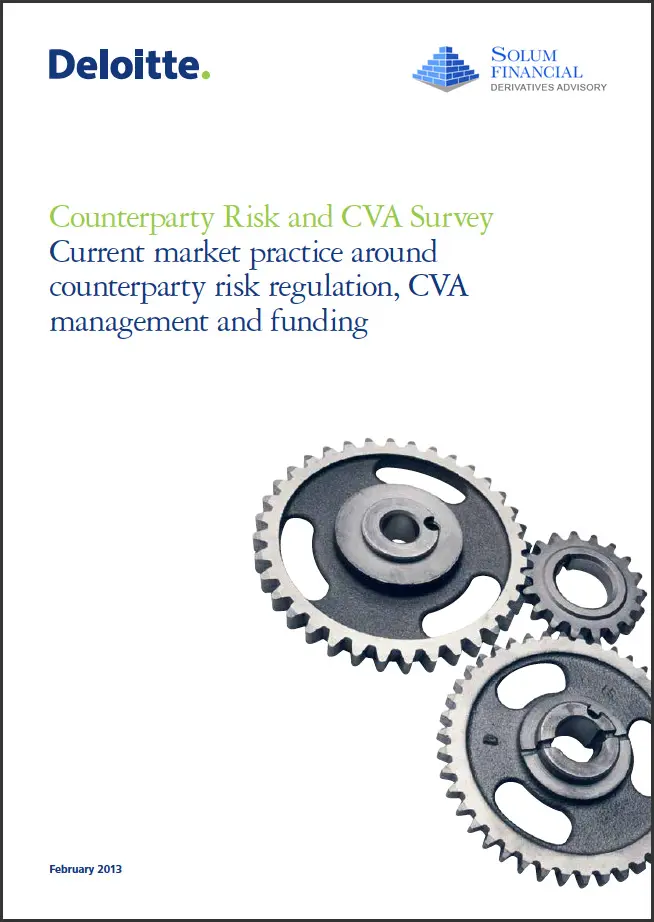 Deloitte.
SOLUM
FINANCIAL
DERIVATIVES ADVISORY
Counterparty Risk and CVA Survey
Current market practice around
counterparty risk regulation, CVA
management and funding
February 2013